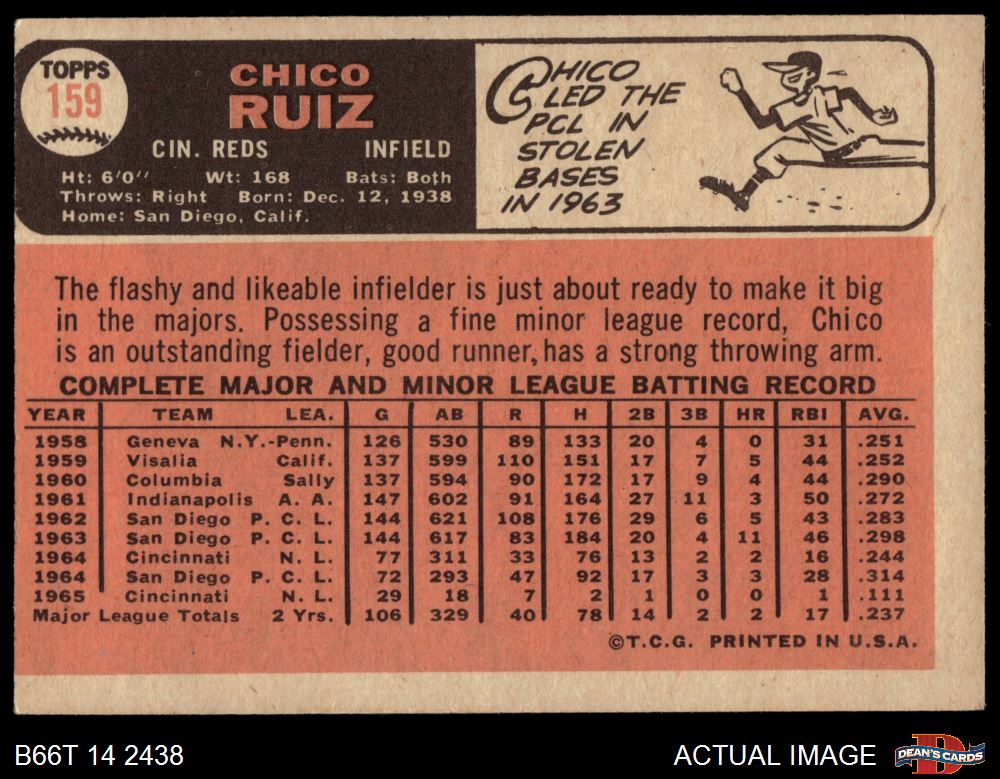 TOPPS
159
CHICO
RUIZ
CIN. REDS INFIELD
Ht: 6'0" Wt: 168 Bats: Both
Throws: Right Born: Dec. 12, 1938
Home: San Diego, Calif.
CHICO
LED THE
PCL IN
STOLEN
BASES
IN 1963
The flashy and likeable infielder is just about ready to make it big
in the majors. Possessing a fine minor league record, Chico
is an outstanding fielder, good runner, has a strong throwing arm.
COMPLETE MAJOR AND MINOR LEAGUE BATTING RECORD
YEAR TEAM LEA. G AB R H 2B 3B HR RBI AVG.
1958 Geneva N.Y.-Penn. 126 530 89 133 20 4 0 31 .251
1959 Visalia Calif. 137 599 110 151 17 7 5 44 .252
1960 Columbia Sally 137 594 90 172 17 9 4 44 .290
1961 Indianapolis A. A. 147 602 91 164 27 11 3 50 .272
1962 San Diego P. C. L. 144 621 108 176 29 6 5 43 .283
1963 San Diego P. C. L. 144 617 83 184 20 4 11 46 .298
1964 Cincinnati N. L. 77 311 33 76 13 2 2 16 .244
1964 San Diego P. C. L. 72 293 47 92 17 3 3 28 .314
1965 Cincinnati N. L. 29 18 7 2 1 0 0 1 .111
Major League Totals 2 Yrs. 106 329 40 78 14 2 2 17 .237
©T.C.G. PRINTED IN U.S.A.
B66T 14 2438
ACTUAL IMAGE
DEAN'S CARDS